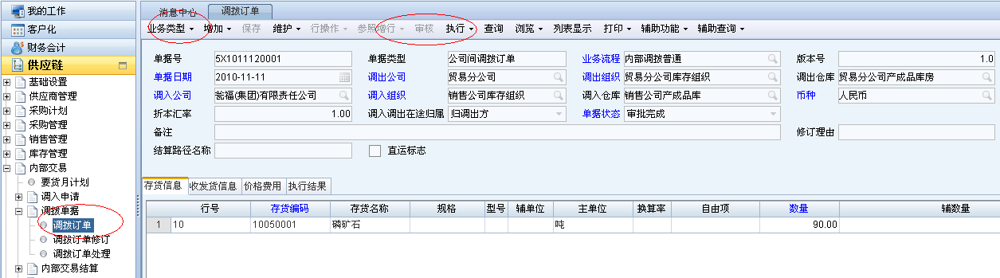 我的工作
客户化
财务会计
供应链
基础设置
供应商管理
采购计划
采购管理
销售管理
库存管理
内部交易
要货月计划
调入申请
调拨单据
调拨订单
调拨订单修订
调拨订单处理
内部交易结算
消息中心 调拨订单
业务类型 增加 保存 维护 行操作 参照增行 审核 执行 查询 浏览 列表显示 打印 辅助功能 辅助查询
单据号 5X1011120001 单据类型 公司间调拨订单 业务流程 内部调拨普通 版本号 1.0
单据日期 2010-11-11 调出公司 贸易分公司 调出组织 贸易分公司库存组织 调出仓库 贸易分公司产成品库房
调入公司 瓮福(集团)有限责任公司 调入组织 销售公司库存组织 调入仓库 销售公司产成品库 币种 人民币
折本汇率 1.00 调入调出在途归属 归调出方 单据状态 审批完成
备注 修订理由
结算路径名称 直运标志
存货信息 收发货信息 价格费用 执行结果
行号 存货编码 存货名称 规格 型号 辅单位 主单位 换算率 自由项 数量 辅数量
1 10 10050001 磷矿石 吨 90.00